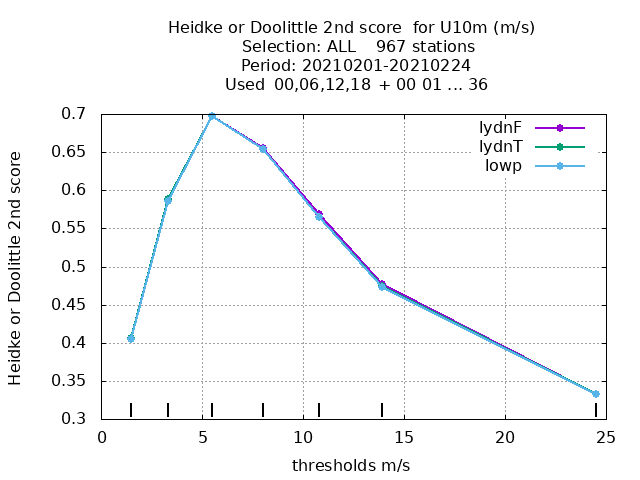 Heidke or Doolittle 2nd score  for U10m (m/s)
Selection: ALL    967 stations
Period: 20210201-20210224
Used  00,06,12,18  + 00 01 ... 36
Heidke or Doolittle 2nd score
0.7
0.65
0.6
0.55
0.5
0.45
0.4
0.35
0.3
lydnF
lydnT
lowp
0 5 10 15 20 25
thresholds m/s